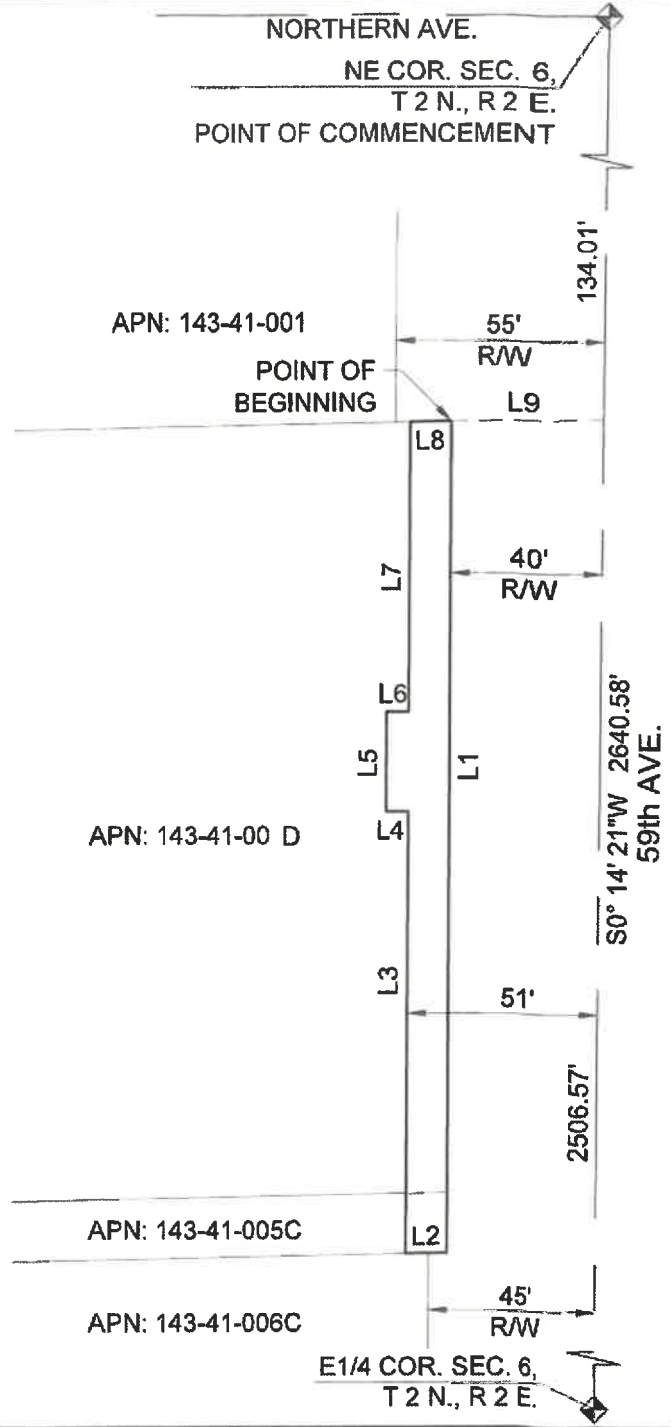 NORTHERN AVE.
NE COR. SEC. 6,
T 2 N., R 2 E.
POINT OF COMMENCEMENT
134.01'
APN: 143-41-001
55'
R/W
POINT OF
BEGINNING
L9
L8
40'
R/W
L7
L6
L5
L1
S0° 14' 21"W 2640.58'
59th AVE.
L4
APN: 143-41-00 D
L3
51'
2506.57'
APN: 143-41-005C
L2
45'
R/W
APN: 143-41-006C
E1/4 COR. SEC. 6,
T 2 N., R 2 E.